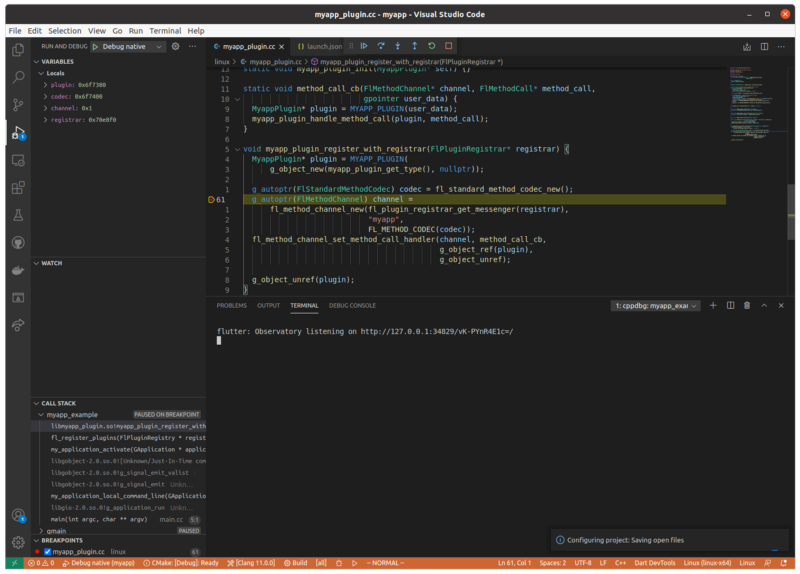 myapp_plugin.cc - myapp - Visual Studio Code
File Edit Selection View Go Run Terminal Help
RUN AND DEBUG Debug native
myapp_plugin.cc launch.json
linux > myapp_plugin.cc > myapp_plugin_register_with_registrar(FlPluginRegistrar *)
VARIABLES
Locals
plugin: 0x6f7300
codec: 0x6f7400
channel: 0x1
registrar: 0x70e0f0
WATCH
CALL STACK
myapp_example PAUSED ON BREAKPOINT
libmyapp_plugin.so!myapp_plugin_register_with
fl_register_plugins(FlPluginRegistry * regist
my_application_activate(GApplication * applic
libgobject-2.0.so.0![Unknown/Just-In-Time com
libgobject-2.0.so.0!g_signal_emit_valist
libgobject-2.0.so.0!g_signal_emit Unkn...
my_application_local_command_line(GApplication
libgio-2.0.so.0!g_application_run Unkn...
main(int argc, char ** argv) main.cc 5:1
gmain PAUSED
BREAKPOINTS
myapp_plugin.cc linux 61
13 static void myapp_plugin_init(MyappPlugin* self) {}
12
11 static void method_call_cb(FlMethodChannel* channel, FlMethodCall* method_call,
10 gpointer user_data) {
9 MyappPlugin* plugin = MYAPP_PLUGIN(user_data);
8 myapp_plugin_handle_method_call(plugin, method_call);
7 }
6
5 void myapp_plugin_register_with_registrar(FlPluginRegistrar* registrar) {
4 MyappPlugin* plugin = MYAPP_PLUGIN(
3 g_object_new(myapp_plugin_get_type(), nullptr));
2
1 g_autoptr(FlStandardMethodCodec) codec = fl_standard_method_codec_new();
61 g_autoptr(FlMethodChannel) channel =
1 fl_method_channel_new(fl_plugin_registrar_get_messenger(registrar),
2 "myapp",
3 FL_METHOD_CODEC(codec));
4 fl_method_channel_set_method_call_handler(channel, method_call_cb,
5 g_object_ref(plugin),
6 g_object_unref);
7
8 g_object_unref(plugin);
9 }
PROBLEMS OUTPUT TERMINAL DEBUG CONSOLE 1: cppdbg: myapp_exar
flutter: Observatory listening on http://127.0.0.1:34829/vK-PYnR4E1c=/
Configuring project: Saving open files
0 0 Debug native (myapp) CMake: [Debug]: Ready [Clang 11.0.0] Build [all] -- NORMAL -- Ln 61, Col 1 Spaces: 2 UTF-8 LF C++ Dart DevTools Linux (linux-x64) Linux